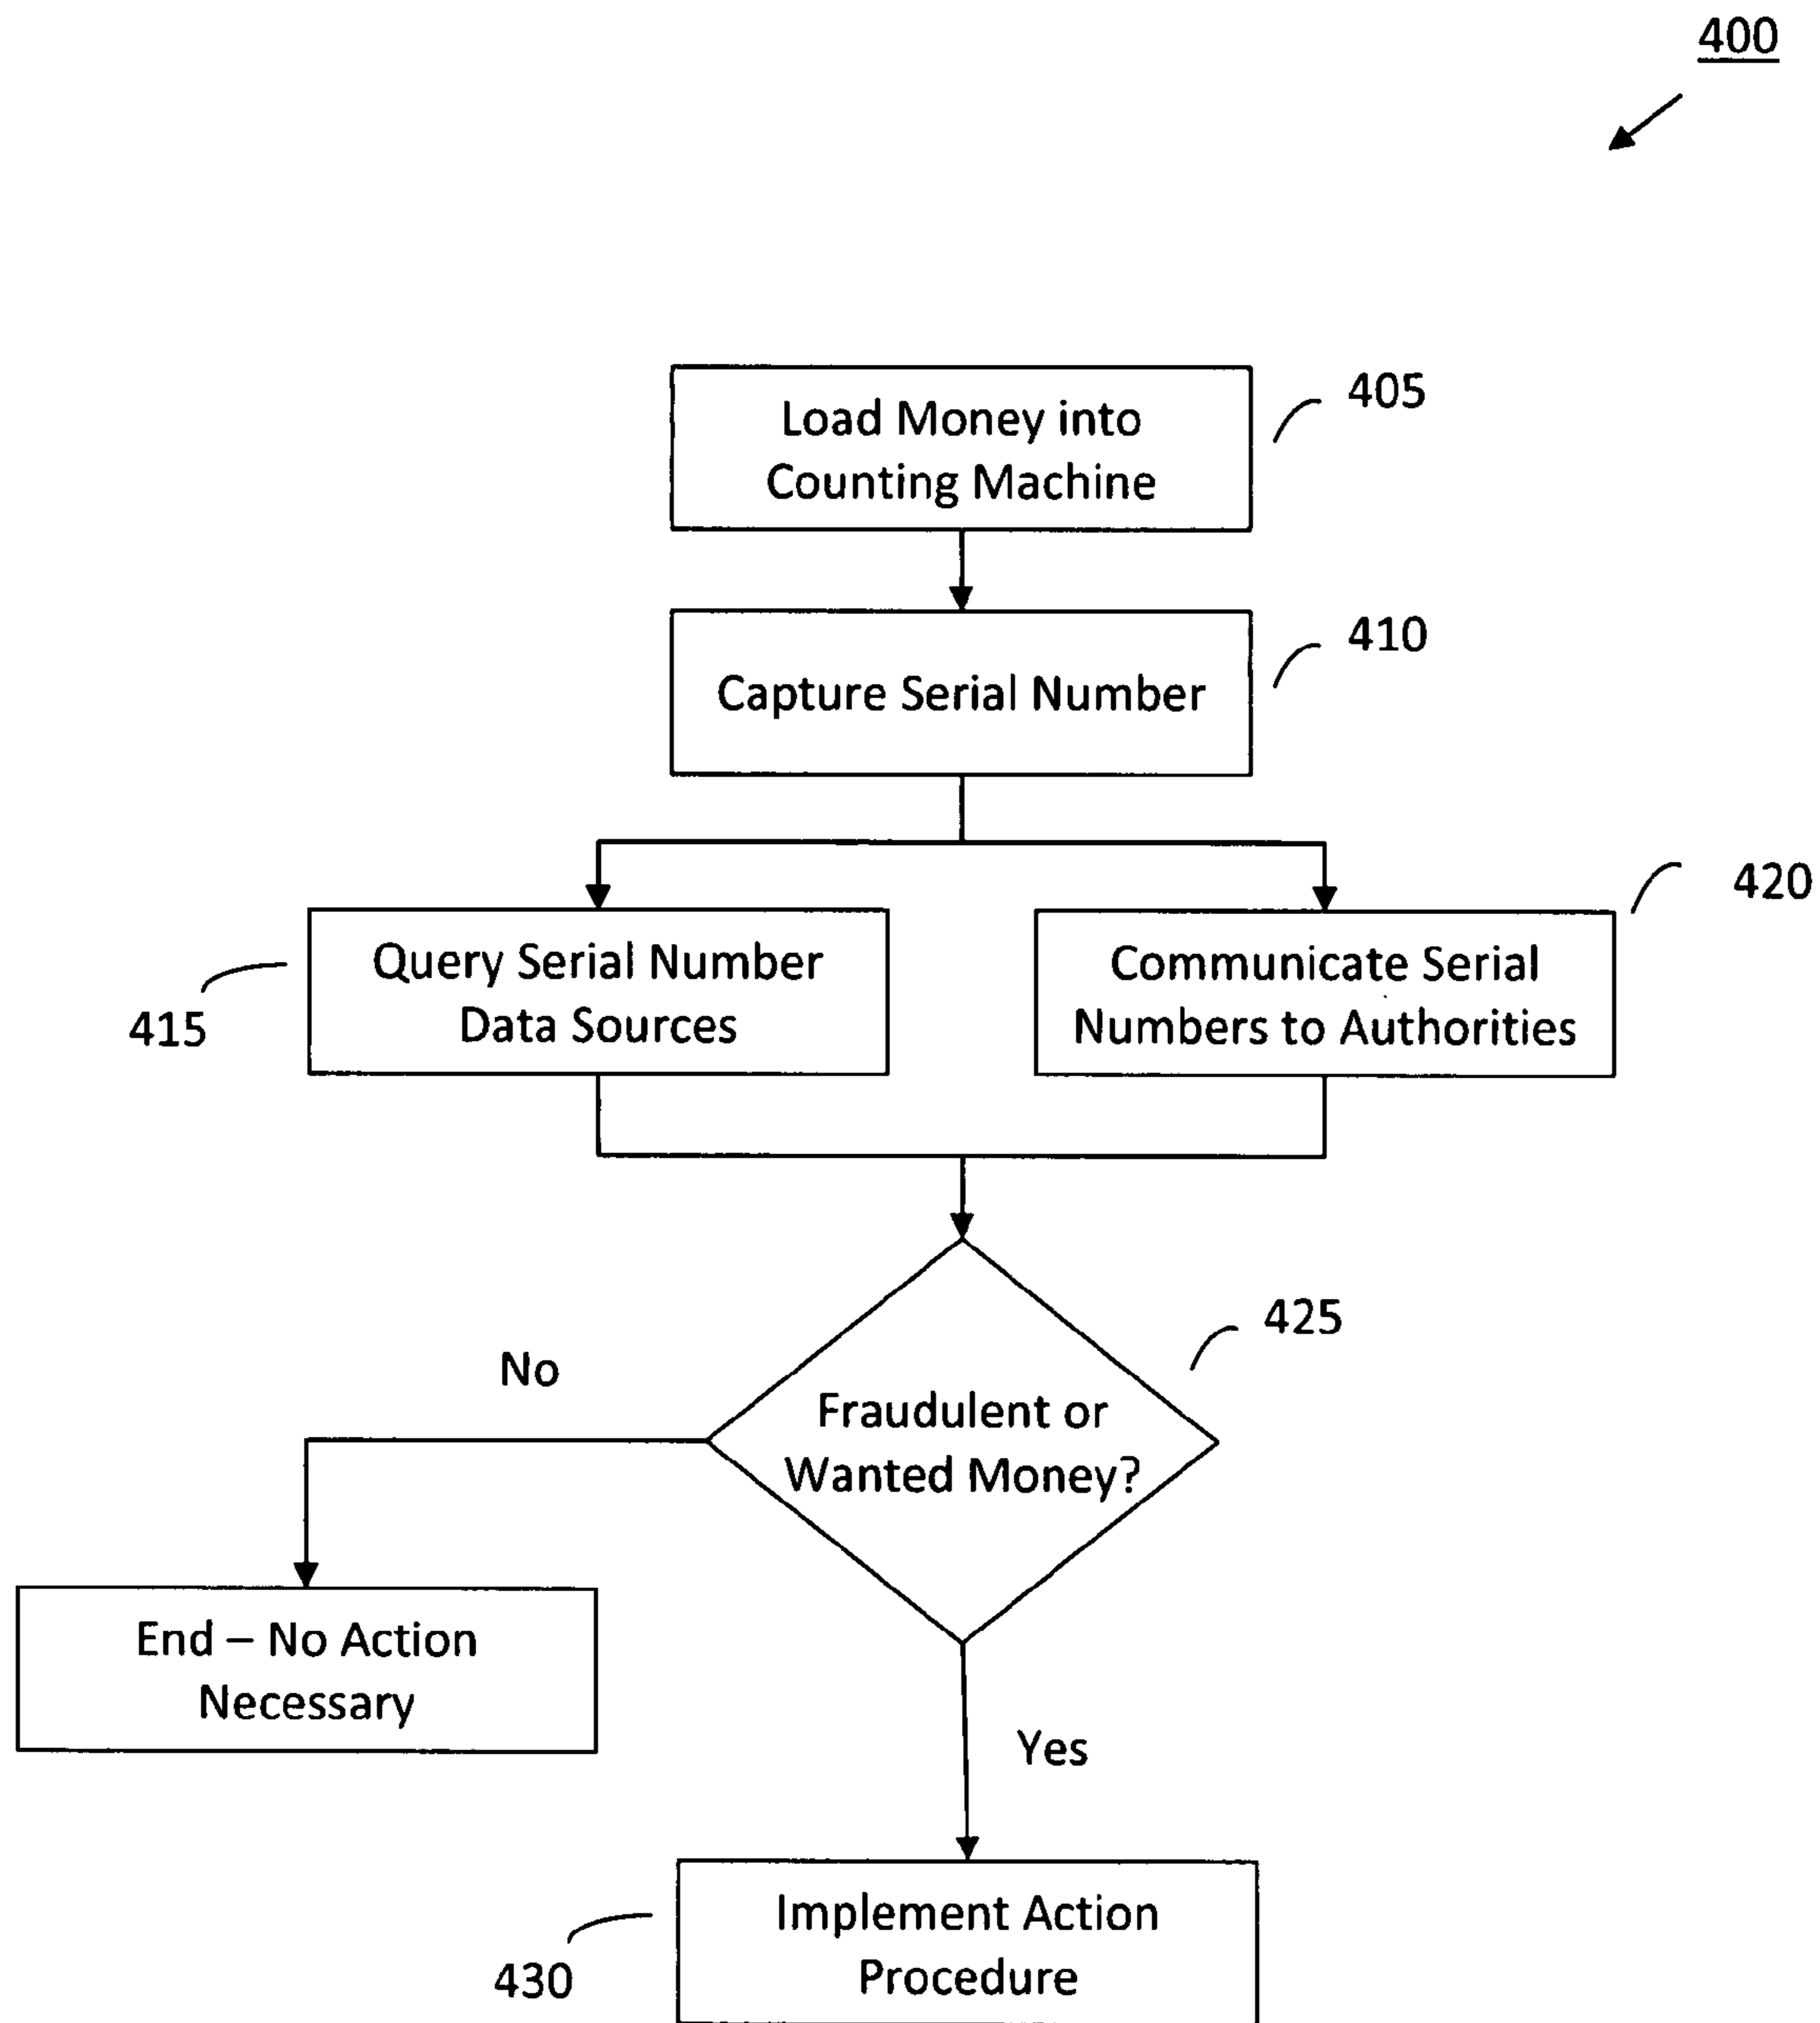 400
Load Money into
Counting Machine
405
Capture Serial Number
410
Query Serial Number
Data Sources
415
Communicate Serial
Numbers to Authorities
420
Fraudulent or
Wanted Money?
425
No
End – No Action
Necessary
Yes
Implement Action
Procedure
430